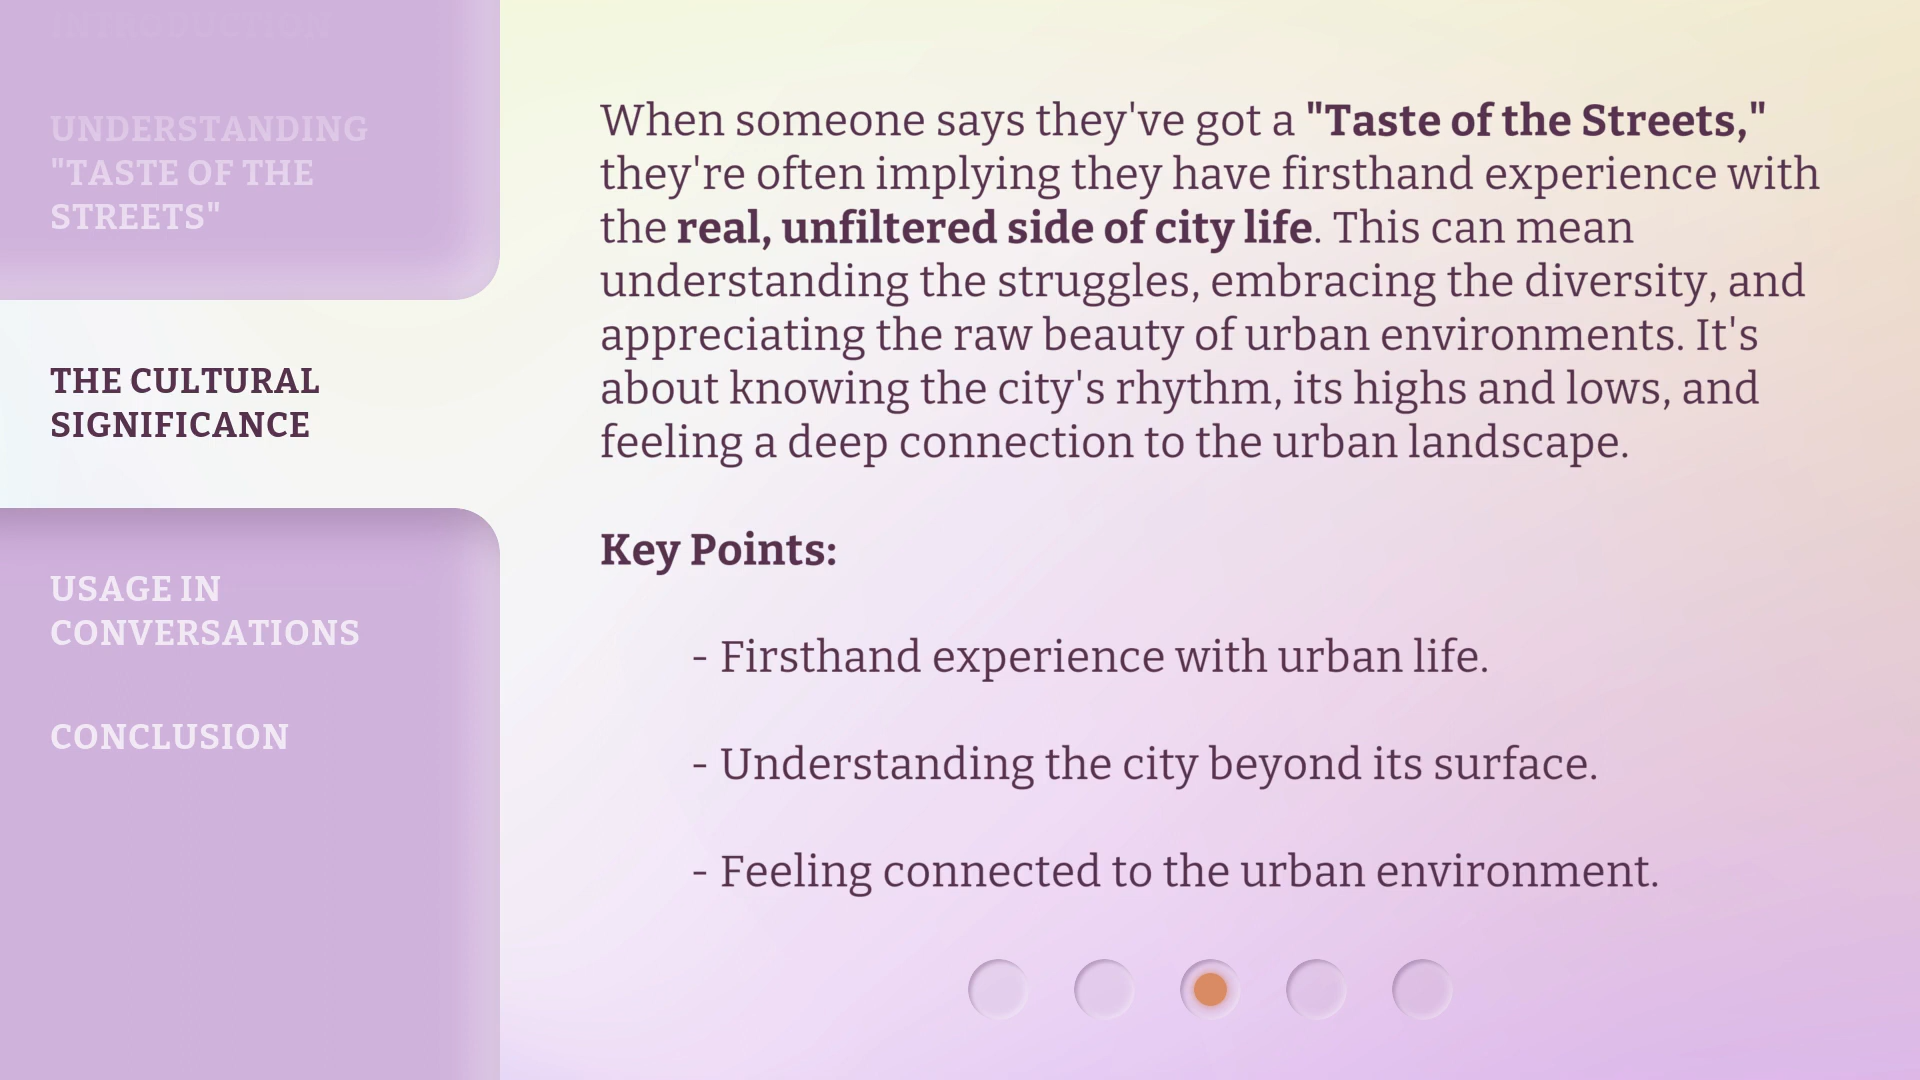 INTRODUCTION
UNDERSTANDING
"TASTE OF THE
STREETS"
THE CULTURAL
SIGNIFICANCE
USAGE IN
CONVERSATIONS
CONCLUSION
When someone says they've got a "Taste of the Streets,"
they're often implying they have firsthand experience with
the real, unfiltered side of city life. This can mean
understanding the struggles, embracing the diversity, and
appreciating the raw beauty of urban environments. It's
about knowing the city's rhythm, its highs and lows, and
feeling a deep connection to the urban landscape.
Key Points:
- Firsthand experience with urban life.
- Understanding the city beyond its surface.
- Feeling connected to the urban environment.